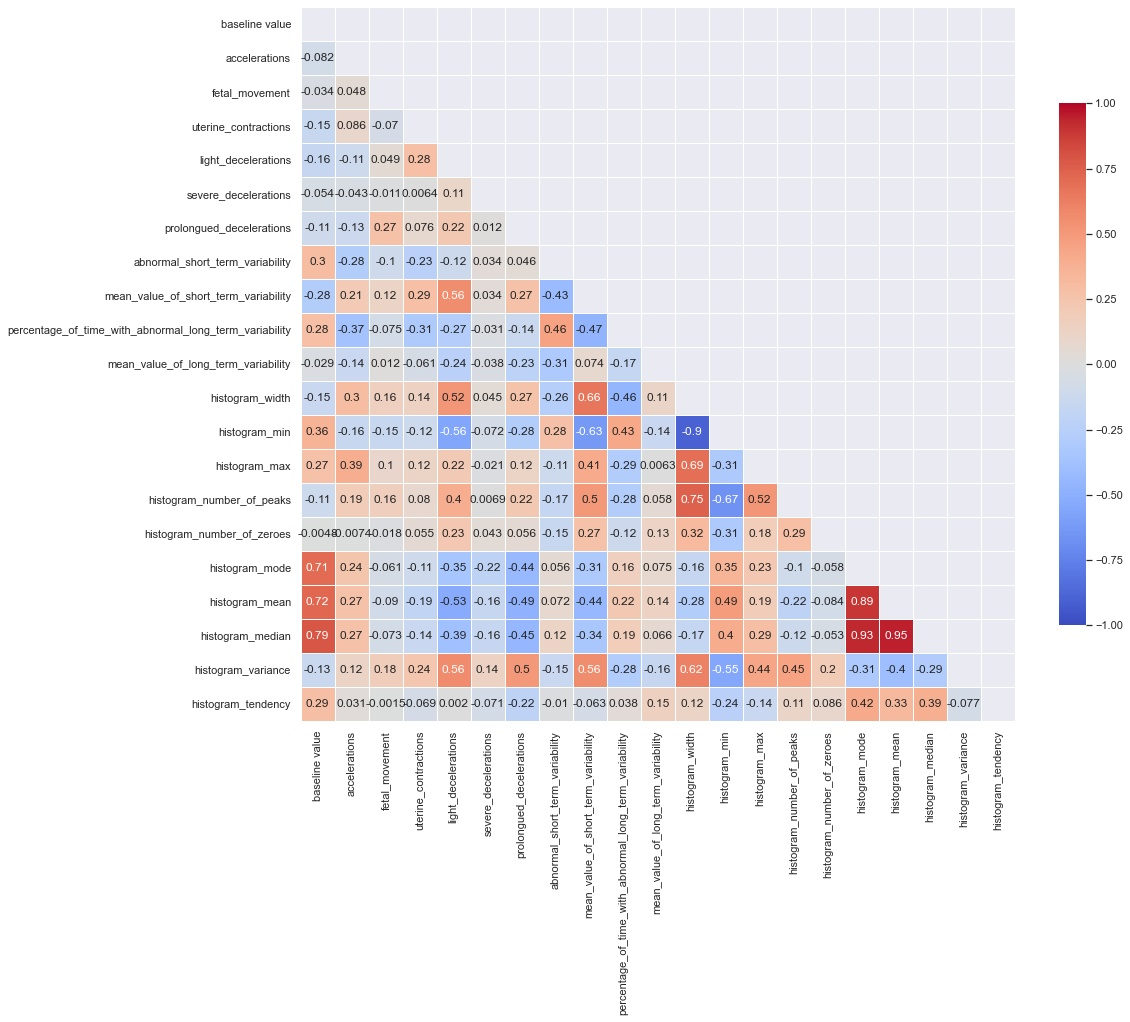 baseline value
accelerations -0.082
fetal_movement -0.034 0.048
uterine_contractions -0.15 0.086 -0.07
light_decelerations -0.16 -0.11 0.049 0.28
severe_decelerations -0.054 -0.043 -0.011 0.0064 0.11
prolongued_decelerations -0.11 -0.13 0.27 0.076 0.22 0.012
abnormal_short_term_variability 0.3 -0.28 -0.1 -0.23 -0.12 0.034 0.046
mean_value_of_short_term_variability -0.28 0.21 0.12 0.29 0.56 0.034 0.27 -0.43
percentage_of_time_with_abnormal_long_term_variability 0.28 -0.37 -0.075 -0.31 -0.27 -0.031 -0.14 0.46 -0.47
mean_value_of_long_term_variability -0.029 -0.14 0.012 -0.061 -0.24 -0.038 -0.23 -0.31 0.074 -0.17
histogram_width -0.15 0.3 0.16 0.14 0.52 0.045 0.27 -0.26 0.66 -0.46 0.11
histogram_min 0.36 -0.16 -0.15 -0.12 -0.56 -0.072 -0.28 0.28 -0.63 0.43 -0.14 -0.9
histogram_max 0.27 0.39 0.1 0.12 0.22 -0.021 0.12 -0.11 0.41 -0.29 0.0063 0.69 -0.31
histogram_number_of_peaks -0.11 0.19 0.16 0.08 0.4 0.0069 0.22 -0.17 0.5 -0.28 0.058 0.75 -0.67 0.52
histogram_number_of_zeroes -0.0048 -0.0074 -0.018 0.055 0.23 0.043 0.056 -0.15 0.27 -0.12 0.13 0.32 -0.31 0.18 0.29
histogram_mode 0.71 0.24 -0.061 -0.11 -0.35 -0.22 -0.44 0.056 -0.31 0.16 0.075 -0.16 0.35 0.23 -0.1 -0.058
histogram_mean 0.72 0.27 -0.09 -0.19 -0.53 -0.16 -0.49 0.072 -0.44 0.22 0.14 -0.28 0.49 0.19 -0.22 -0.084 0.89
histogram_median 0.79 0.27 -0.073 -0.14 -0.39 -0.16 -0.45 0.12 -0.34 0.19 0.066 -0.17 0.4 0.29 -0.12 -0.053 0.93 0.95
histogram_variance -0.13 0.12 0.18 0.24 0.56 0.14 0.5 -0.15 0.56 -0.28 -0.16 0.62 -0.55 0.44 0.45 0.2 -0.31 -0.4 -0.29
histogram_tendency 0.29 0.031 -0.0015 -0.069 0.002 -0.071 -0.22 -0.01 -0.063 0.038 0.15 0.12 -0.24 -0.14 0.11 0.086 0.42 0.33 0.39 -0.077
baseline value
accelerations
fetal_movement
uterine_contractions
light_decelerations
severe_decelerations
prolongued_decelerations
abnormal_short_term_variability
mean_value_of_short_term_variability
percentage_of_time_with_abnormal_long_term_variability
mean_value_of_long_term_variability
histogram_width
histogram_min
histogram_max
histogram_number_of_peaks
histogram_number_of_zeroes
histogram_mode
histogram_mean
histogram_median
histogram_variance
histogram_tendency
1.00
0.75
0.50
0.25
0.00
−0.25
−0.50
−0.75
−1.00